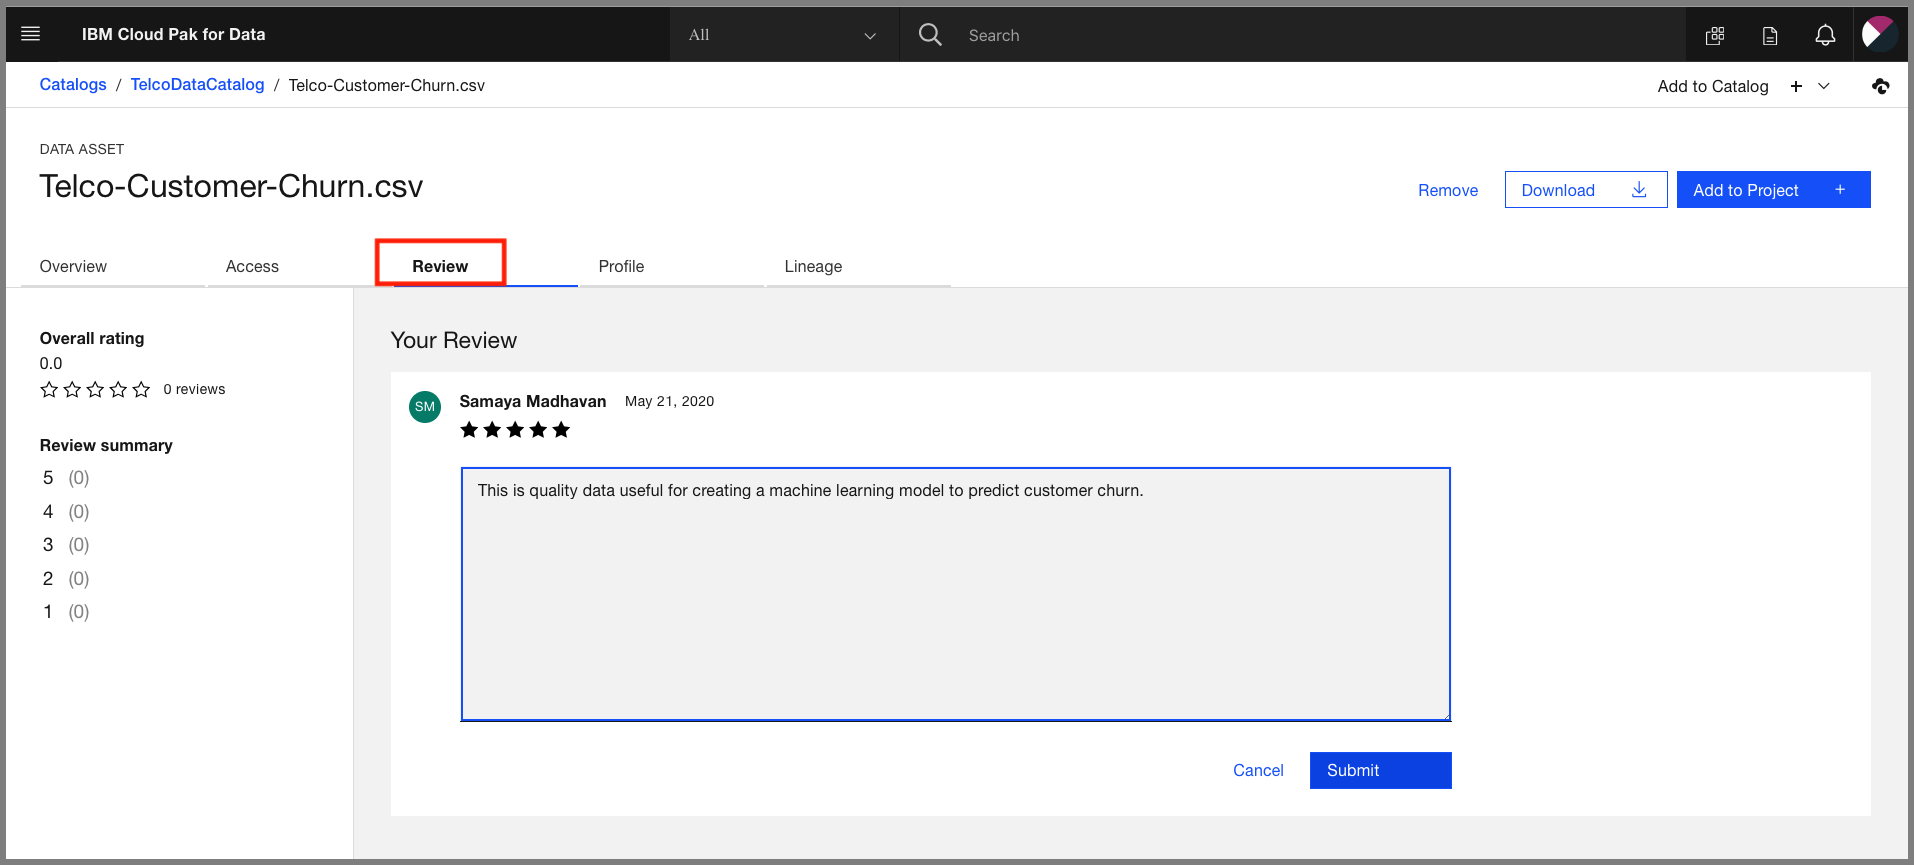 IBM Cloud Pak for Data
All
Search
Catalogs / TelcoDataCatalog / Telco-Customer-Churn.csv
Add to Catalog +
DATA ASSET
Telco-Customer-Churn.csv
Remove
Download
Add to Project +
Overview
Access
Review
Profile
Lineage
Overall rating
0.0
0 reviews
Review summary
5 (0)
4 (0)
3 (0)
2 (0)
1 (0)
Your Review
SM
Samaya Madhavan May 21, 2020
This is quality data useful for creating a machine learning model to predict customer churn.
Cancel
Submit